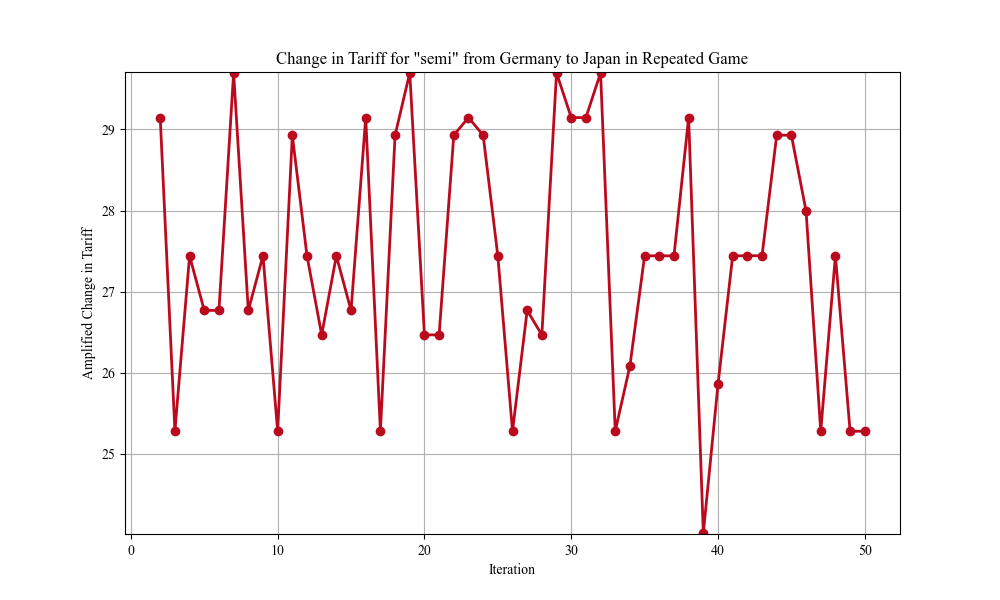 Change in Tariff for "semi" from Germany to Japan in Repeated Game
Amplified Change in Tariff
29
28
27
26
25
0 10 20 30 40 50
Iteration